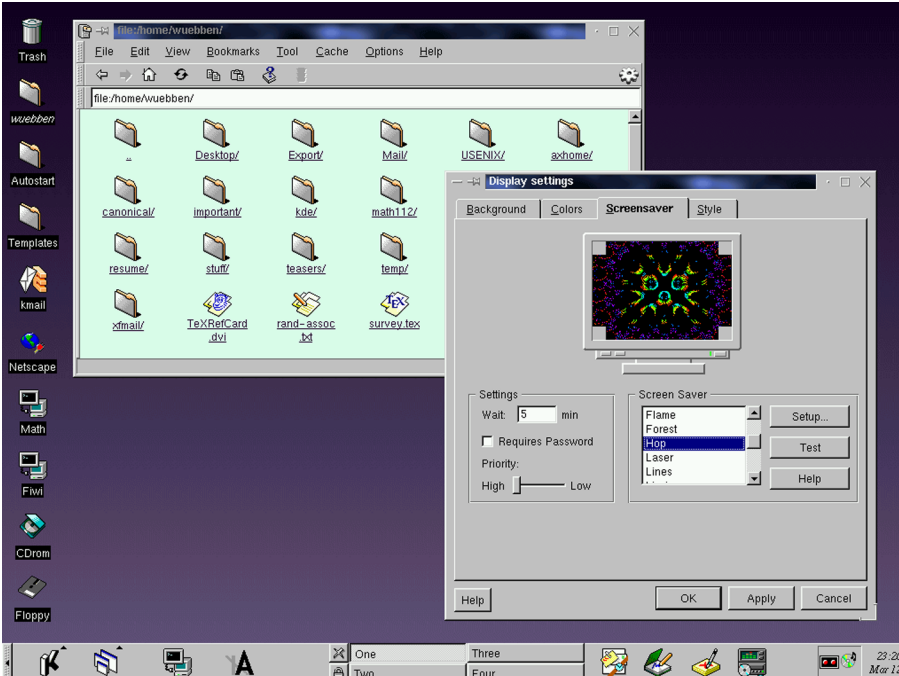 Trash
wuebben
Autostart
Templates
kmail
Netscape
Math
Fiwi
CDrom
Floppy
file:/home/wuebben/
File Edit View Bookmarks Tool Cache Options Help
file:/home/wuebben/
.. Desktop/ Export/ Mail/ USENIX/ axhome/
canonical/ important/ kde/ math112/
resume/ stuff/ teasers/ temp/
xfmail/ TeXRefCard rand-assoc survey.tex
.dvi .txt
TEX
Display settings
Background Colors Screensaver Style
Settings
Wait: 5 min
Requires Password
Priority:
High Low
Screen Saver
Flame
Forest
Hop
Laser
Lines
Setup...
Test
Help
Help OK Apply Cancel
K A
One Three
Two Four
23:20
Mar 12